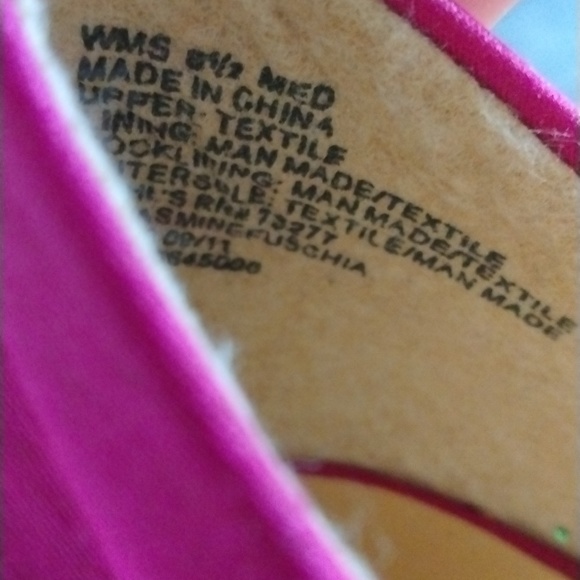 WMS 8½ MED
MADE IN CHINA
UPPER: TEXTILE
LINING: MAN MADE/TEXTILE
SOCKLINING: MAN MADE/TEXTILE
OUTERSOLE: TEXTILE/MAN MADE
RN# 73277
JASMINE FUSCHIA
09/11